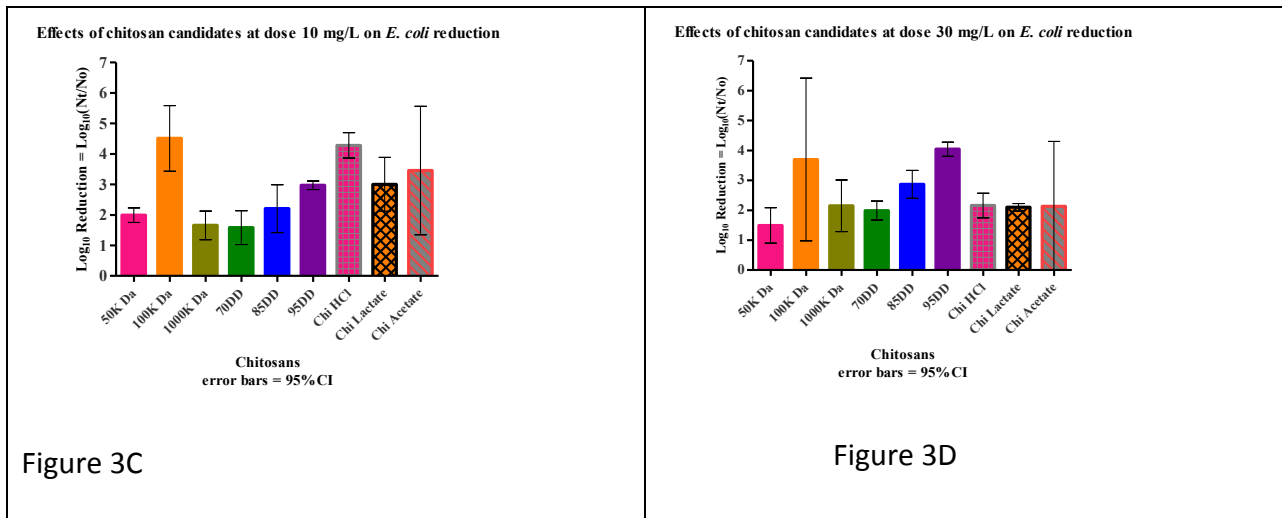 Effects of chitosan candidates at dose 10 mg/L on E. coli reduction
Log10 Reduction = Log10(Nt/No)
7
6
5
4
3
2
1
0
50K Da
100K Da
1000K Da
70DD
85DD
95DD
Chi HCl
Chi Lactate
Chi Acetate
Chitosans
error bars = 95%CI
Figure 3C
Effects of chitosan candidates at dose 30 mg/L on E. coli reduction
Log10 Reduction = Log10(Nt/No)
7
6
5
4
3
2
1
0
50K Da
100K Da
1000K Da
70DD
85DD
95DD
Chi HCl
Chi Lactate
Chi Acetate
Chitosans
error bars = 95%CI
Figure 3D